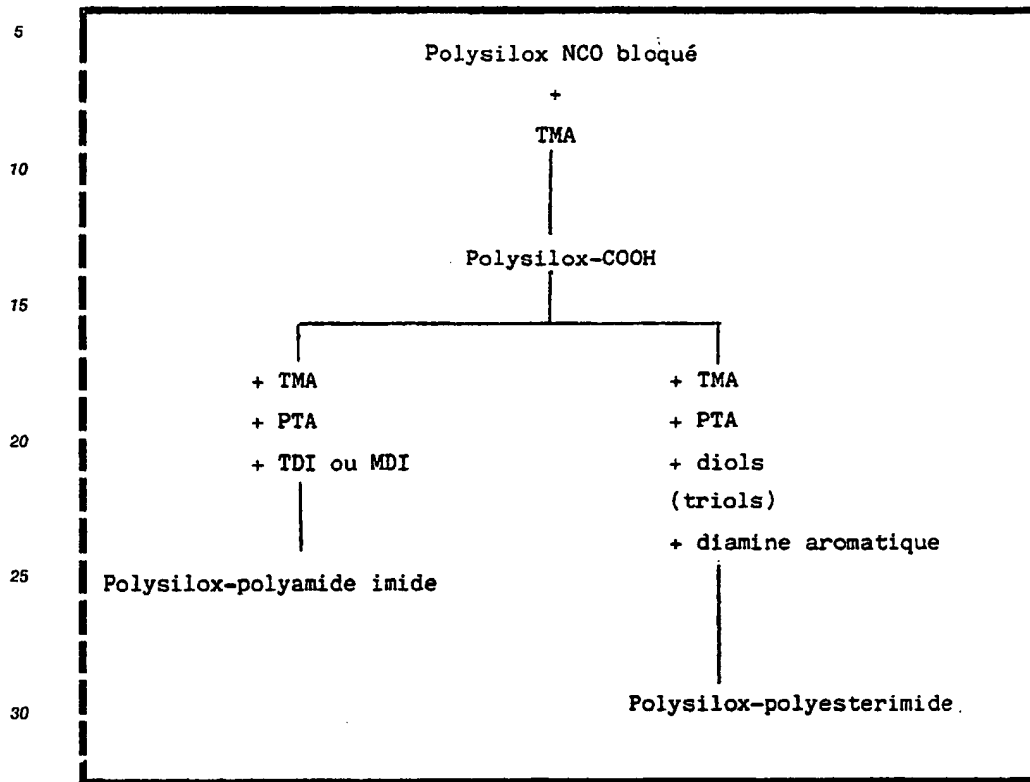 5
Polysilox NCO bloqué
+
TMA
10
Polysilox-COOH
15
+ TMA
+ PTA
+ TDI ou MDI
Polysilox-polyamide imide
+ TMA
+ PTA
+ diols
(triols)
+ diamine aromatique
Polysilox-polyesterimide.
20
25
30